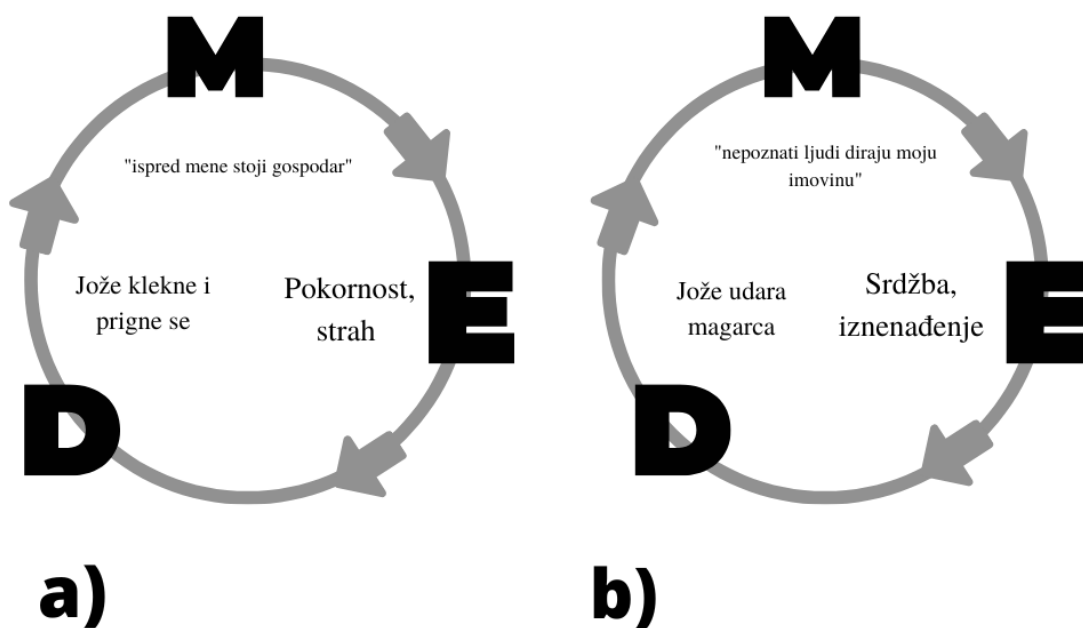 M
"ispred mene stoji gospodar"
Jože klekne i
prigne se
Pokornost,
strah
E
D
a)
M
"nepoznati ljudi diraju moju
imovinu"
Jože udara
magarca
Srdžba,
iznenađenje
E
D
b)